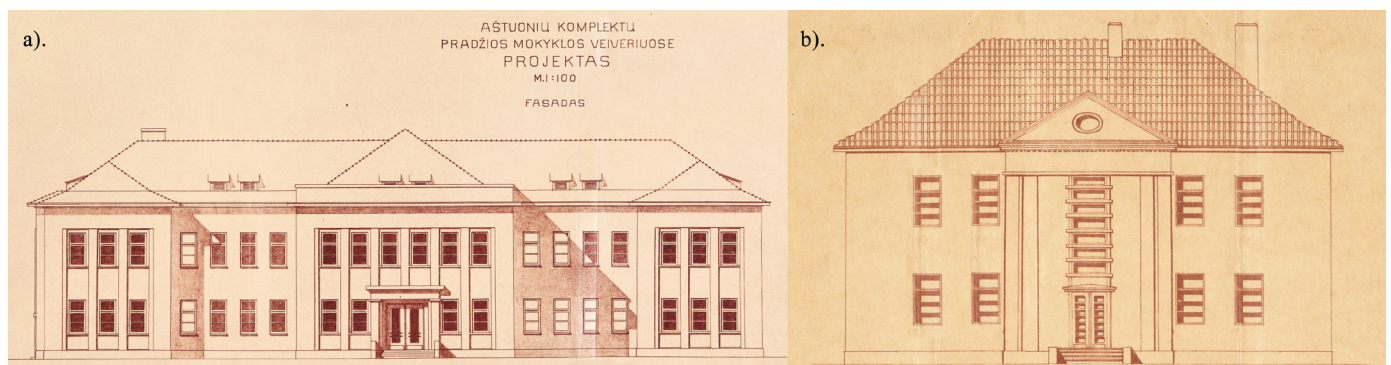 a).
AŠTUONIŲ KOMPLEKTŲ
PRADŽIOS MOKYKLOS VEIVERIUOSE
PROJEKTAS
M.1:100
FASADAS
b).